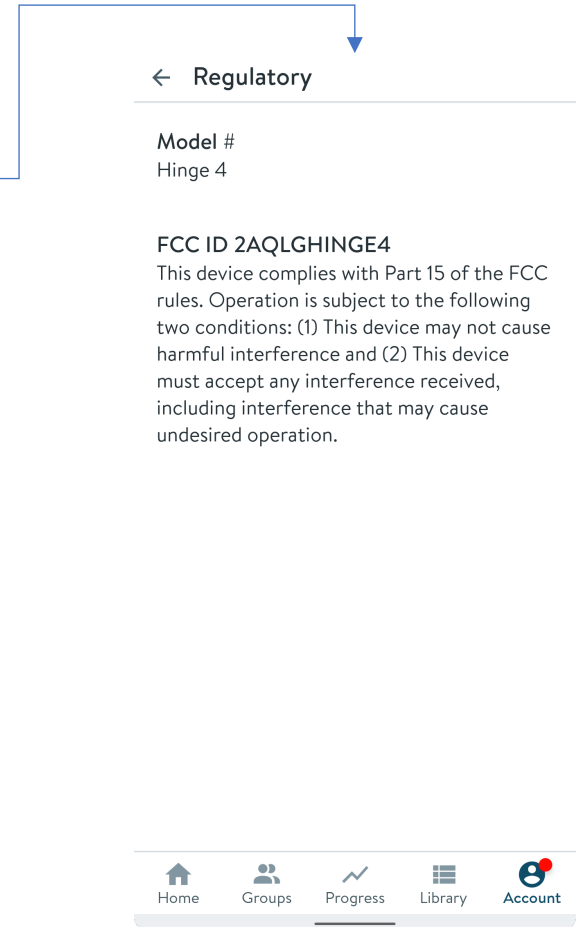 Regulatory
Model #
Hinge 4
FCC ID 2AQLGHINGE4
This device complies with Part 15 of the FCC
rules. Operation is subject to the following
two conditions: (1) This device may not cause
harmful interference and (2) This device
must accept any interference received,
including interference that may cause
undesired operation.
Home Groups Progress Library Account